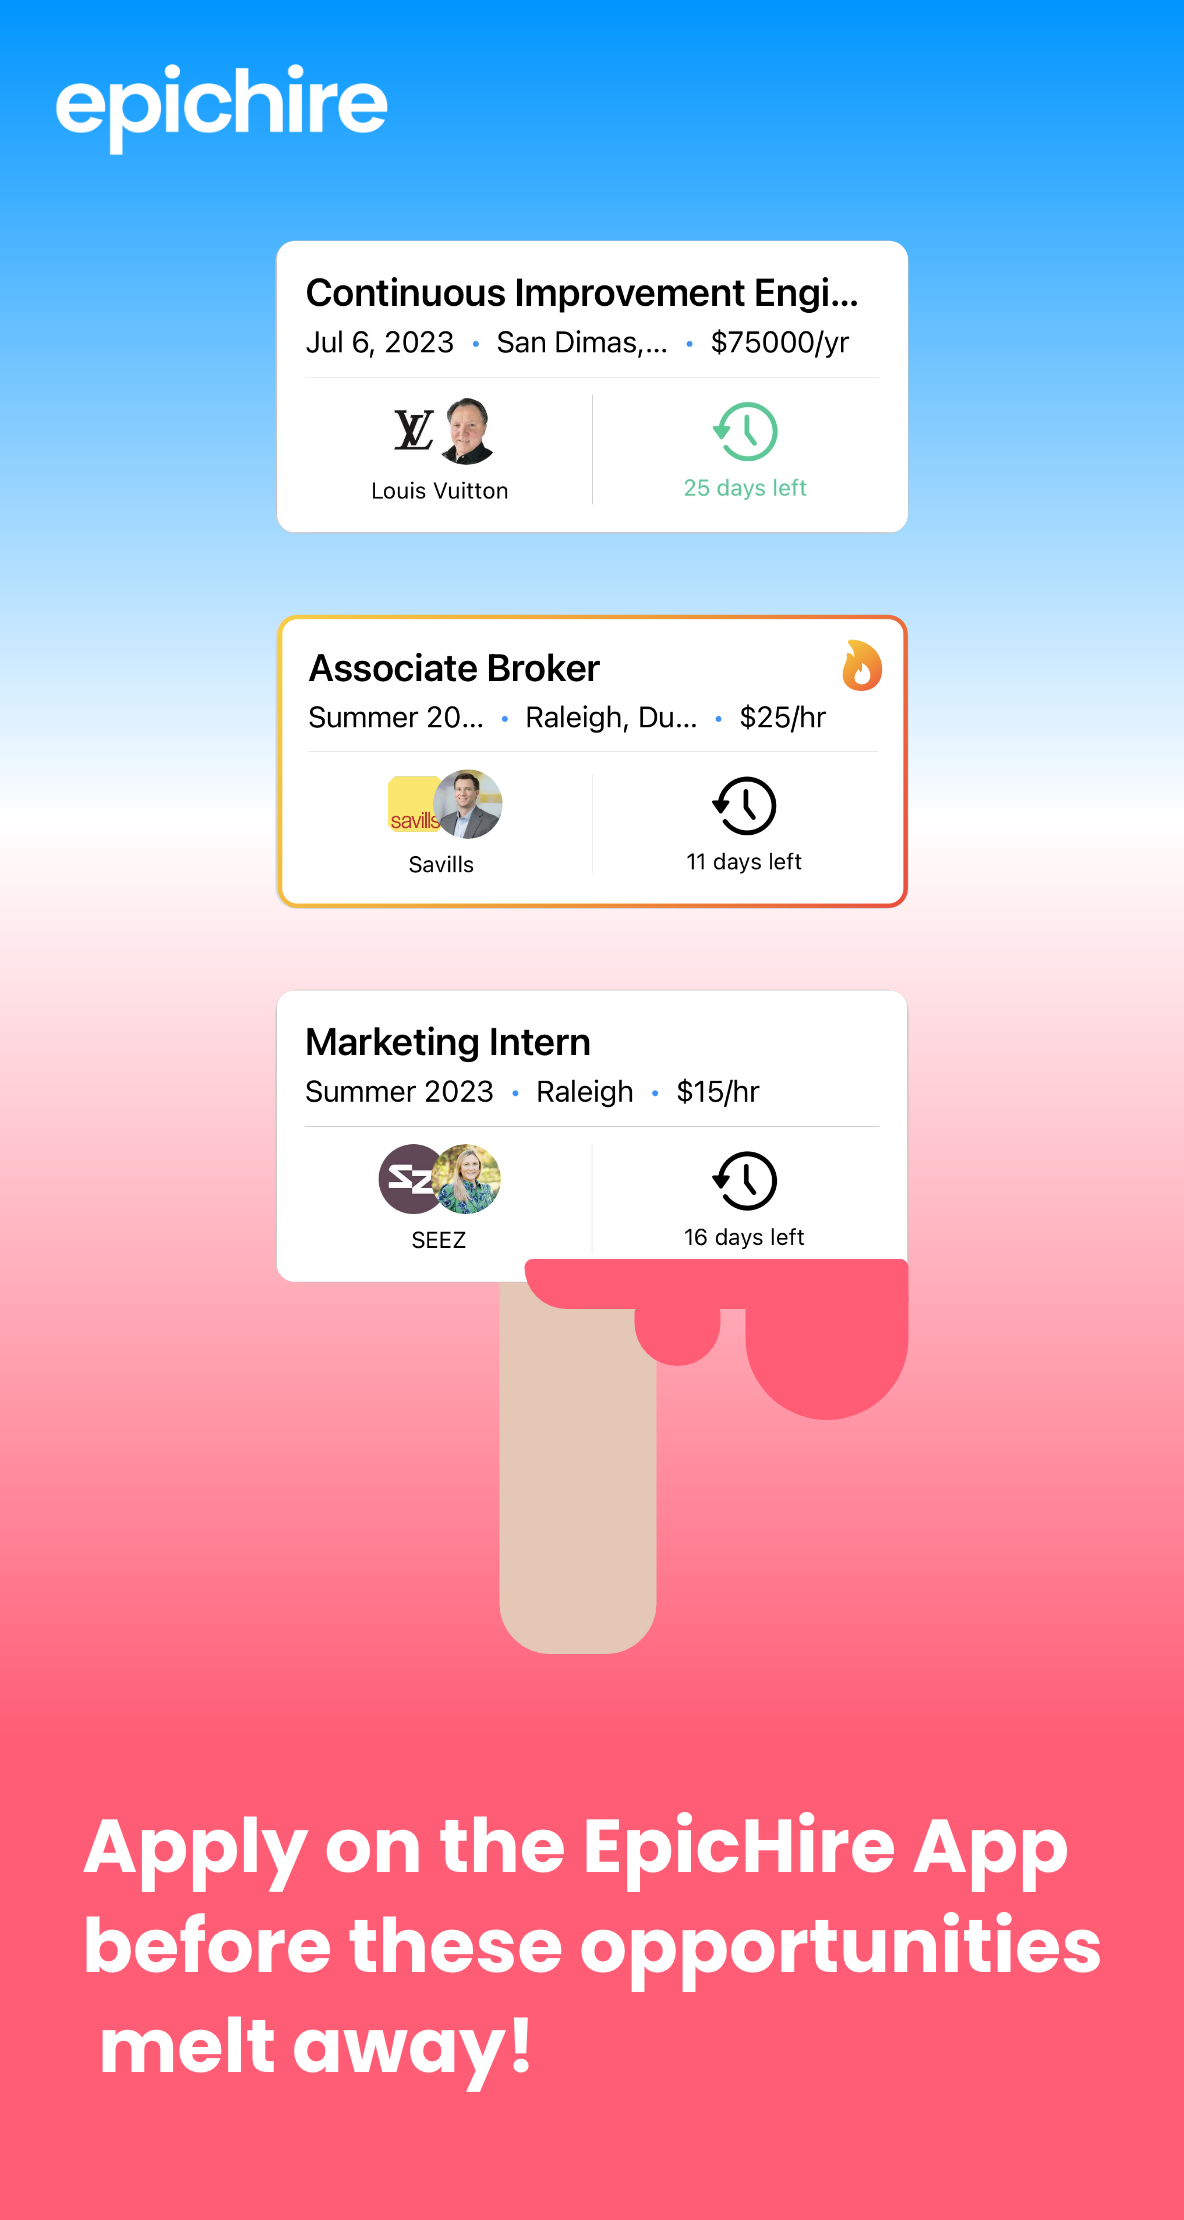 epichire
Continuous Improvement Engi...
Jul 6, 2023 • San Dimas,... • $75000/yr
LV
Louis Vuitton
25 days left
Associate Broker
Summer 20... • Raleigh, Du... • $25/hr
savills
Savills
11 days left
Marketing Intern
Summer 2023 • Raleigh • $15/hr
SZ
SEEZ
16 days left
Apply on the EpicHire App
before these opportunities
melt away!